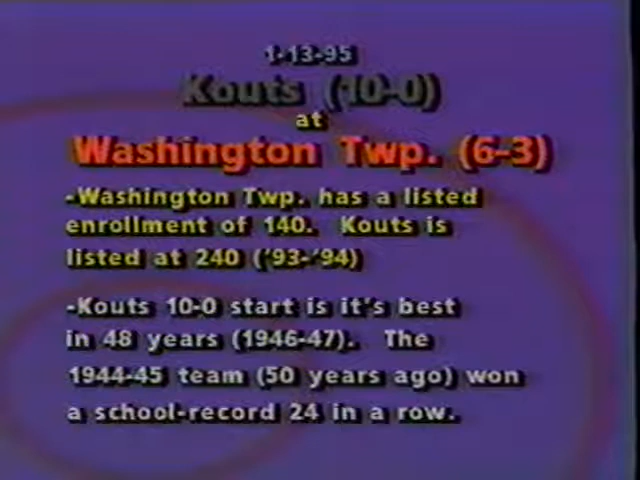 1-13-95
Kouts (10-0)
at
Washington Twp. (6-3)
-Washington Twp. has a listed
enrollment of 140. Kouts is
listed at 240 ('93-'94)
-Kouts 10-0 start is it's best
in 48 years (1946-47). The
1944-45 team (50 years ago) won
a school-record 24 in a row.